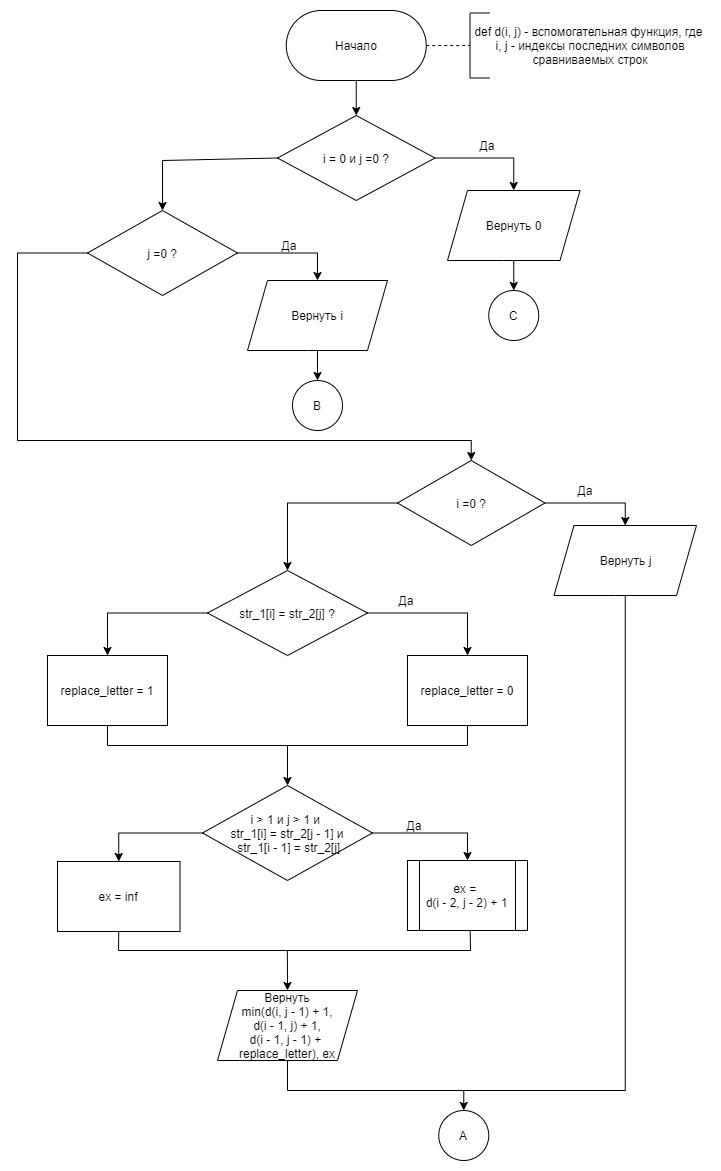 Начало
def d(i, j) - вспомогательная функция, где
i, j - индексы последних символов
сравниваемых строк
i = 0 и j =0 ?
Да
Вернуть 0
C
j =0 ?
Да
Вернуть i
B
i =0 ?
Да
Вернуть j
str_1[i] = str_2[j] ?
Да
replace_letter = 1
replace_letter = 0
i > 1 и j > 1 и
str_1[i] = str_2[j - 1] и
str_1[i - 1] = str_2[j]
Да
ex = inf
ex =
d(i - 2, j - 2) + 1
Вернуть
min(d(i, j - 1) + 1,
d(i - 1, j) + 1,
d(i - 1, j - 1) +
replace_letter), ex
A